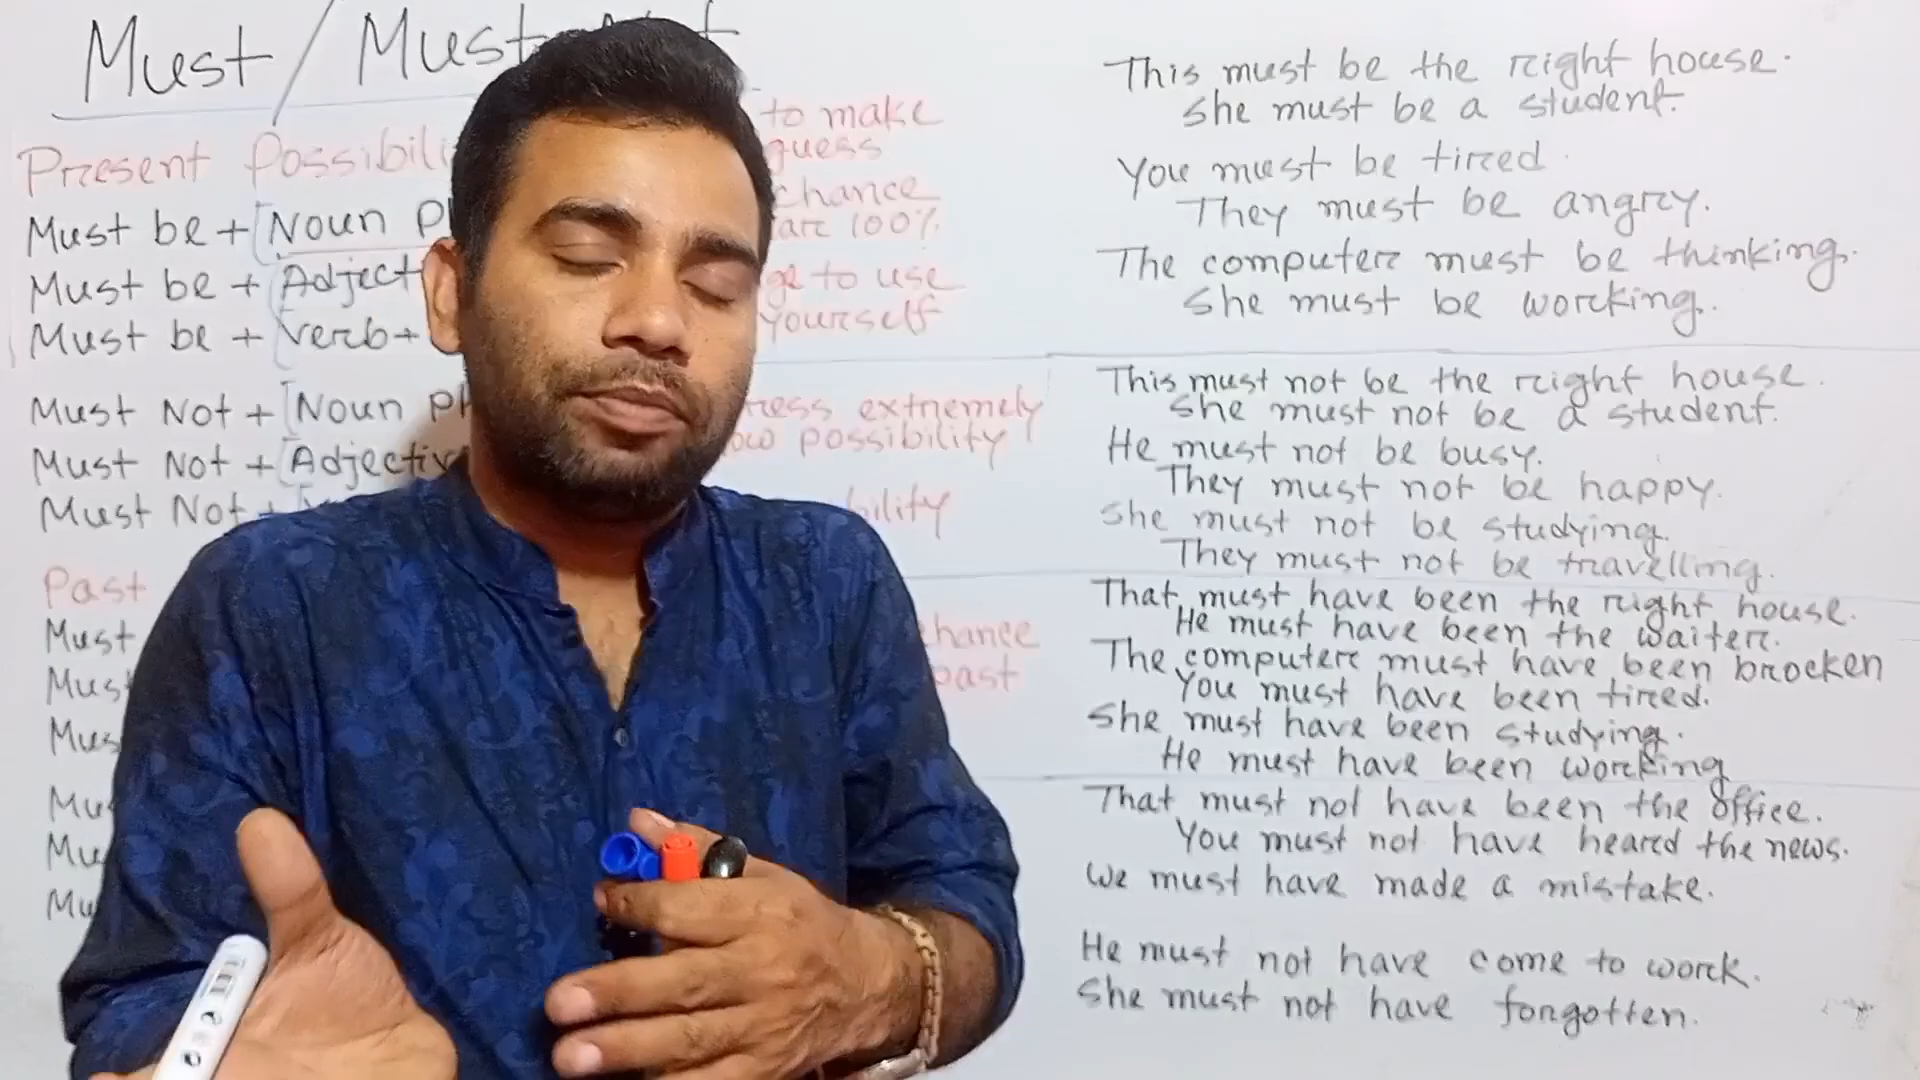 Must / Must
Present Possibili
to make
guess
chance
are 100%
Must be + Noun Ph
Must be + Adject
to use
Must be + Verb+
yourself
Must Not + Noun Ph
extremely
Must Not + Adjectiv
possibility
Must Not +
Past
Must
chance
past
This must be the right house.
She must be a student.
You must be tired.
They must be angry.
The computer must be thinking.
She must be working.
This must not be the right house.
She must not be a student.
He must not be busy.
They must not be happy.
She must not be studying.
They must not be travelling.
That must have been the right house.
He must have been the waiter.
The computer must have been brocken
You must have been tired.
She must have been studying.
He must have been working
That must not have been the office.
You must not have heard the news.
We must have made a mistake.
He must not have come to work.
She must not have forgotten.